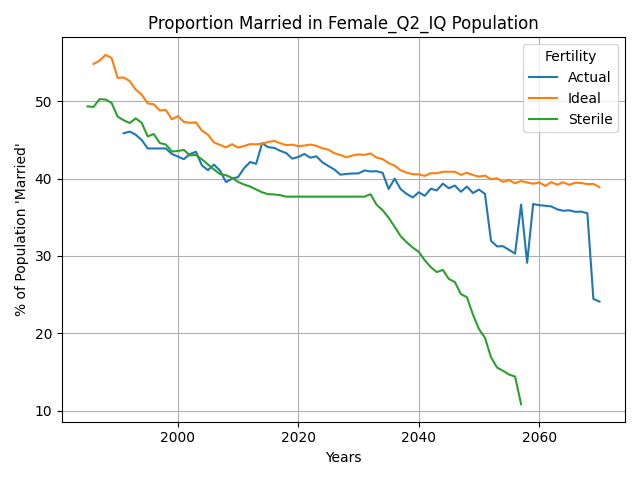 Proportion Married in Female_Q2_IQ Population
Fertility
Actual
Ideal
Sterile
% of Population 'Married'
50
40
30
20
10
2000
2020
2040
2060
Years